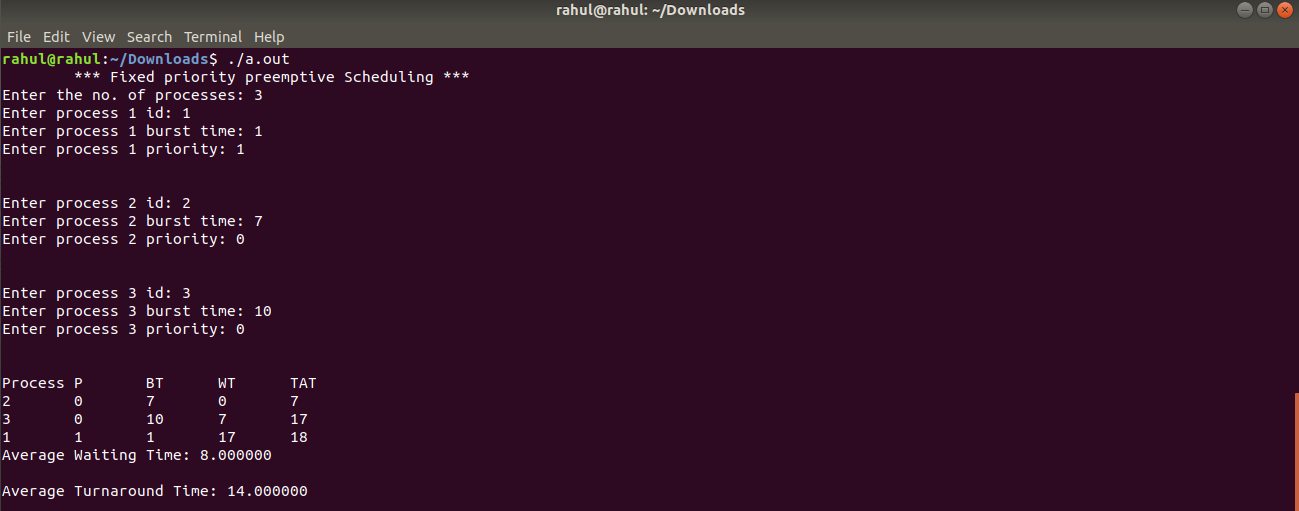 rahul@rahul: ~/Downloads
File Edit View Search Terminal Help
rahul@rahul:~/Downloads$ ./a.out
*** Fixed priority preemptive Scheduling ***
Enter the no. of processes: 3
Enter process 1 id: 1
Enter process 1 burst time: 1
Enter process 1 priority: 1
Enter process 2 id: 2
Enter process 2 burst time: 7
Enter process 2 priority: 0
Enter process 3 id: 3
Enter process 3 burst time: 10
Enter process 3 priority: 0
Process P BT WT TAT
2 0 7 0 7
3 0 10 7 17
1 1 1 17 18
Average Waiting Time: 8.000000
Average Turnaround Time: 14.000000